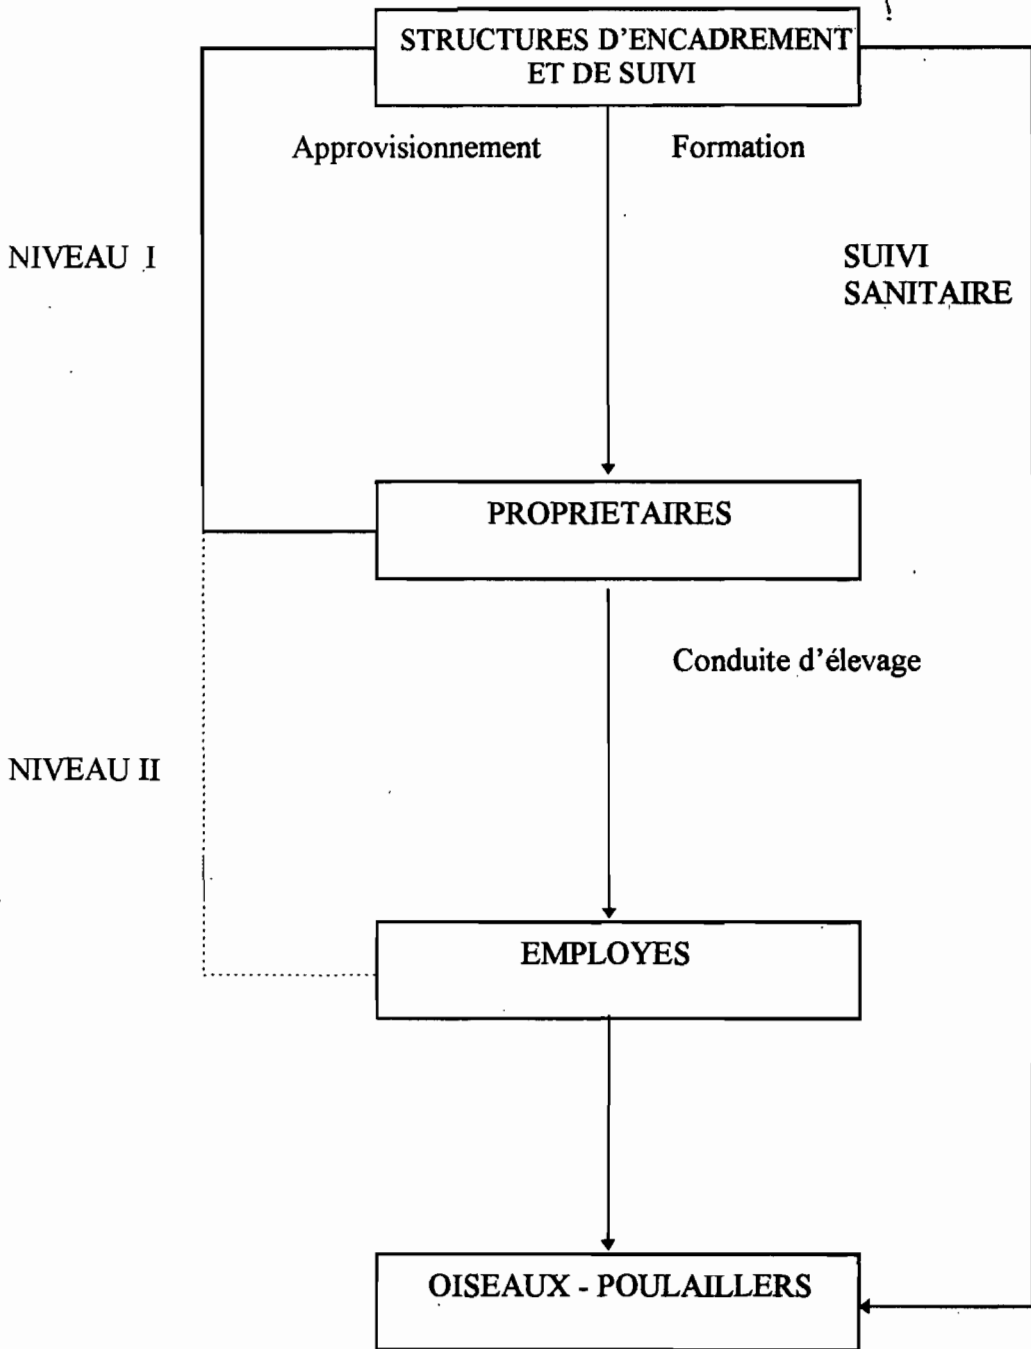 STRUCTURES D'ENCADREMENT
ET DE SUIVI
Approvisionnement
Formation
NIVEAU I
SUIVI
SANITAIRE
PROPRIETAIRES
Conduite d'élevage
NIVEAU II
EMPLOYES
OISEAUX - POULAILLERS